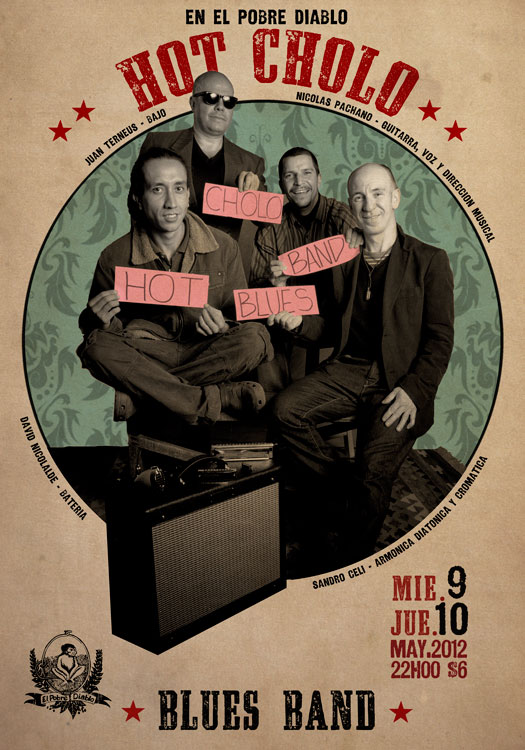 EN EL POBRE DIABLO
HOT CHOLO
JUAN TERNEUS - BAJO
NICOLAS PACHANO - GUITARRA, VOZ Y DIRECCION MUSICAL
CHOLO
BAND
HOT
BLUES
DAVID NICOLALDE - BATERIA
SANDRO CELI - ARMONICA DIATONICA Y CROMATICA
MIE.9
JUE.10
MAY.2012
22H00 $6
El Pobre Diablo
BLUES BAND